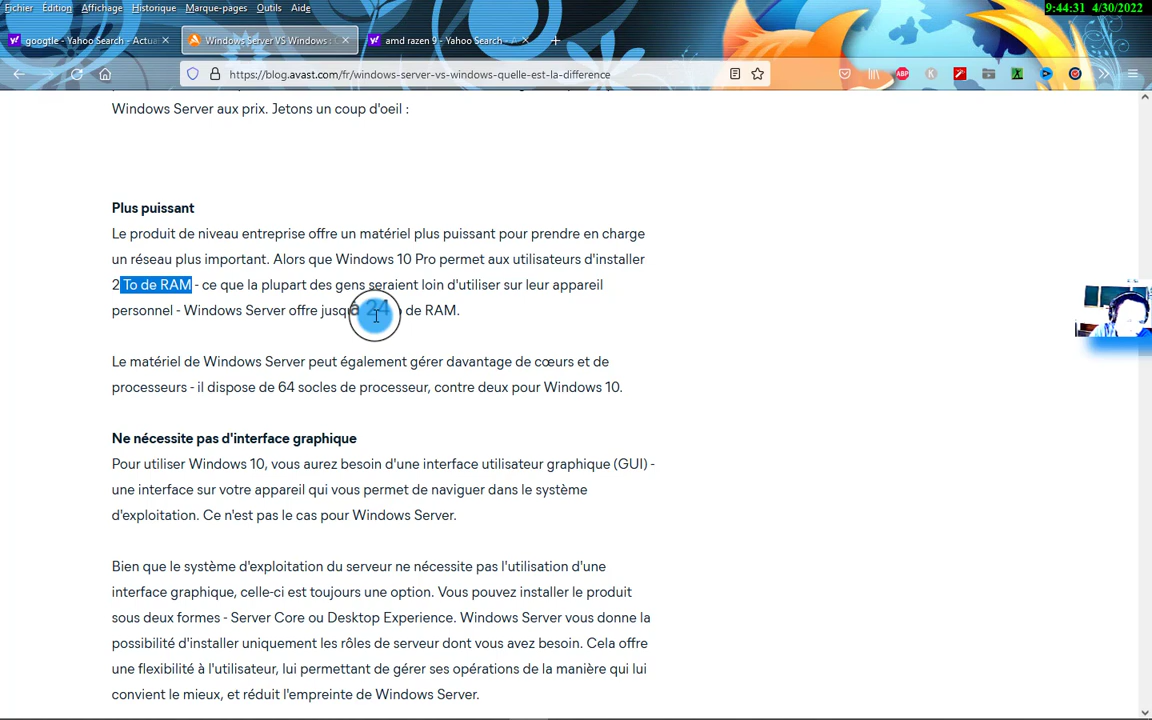 Fichier Édition Affichage Historique Marque-pages Outils Aide
9:44:31 4/30/2022
googtle - Yahoo Search - Actua
Windows Server VS Windows :
amd razen 9 - Yahoo Search - A
https://blog.avast.com/fr/windows-server-vs-windows-quelle-est-la-difference
ABP
Windows Server aux prix. Jetons un coup d'oeil :
Plus puissant
Le produit de niveau entreprise offre un matériel plus puissant pour prendre en charge
un réseau plus important. Alors que Windows 10 Pro permet aux utilisateurs d'installer
2 To de RAM - ce que la plupart des gens seraient loin d'utiliser sur leur appareil
personnel - Windows Server offre jusqu à 24 de RAM.
Le matériel de Windows Server peut également gérer davantage de cœurs et de
processeurs - il dispose de 64 socles de processeur, contre deux pour Windows 10.
Ne nécessite pas d'interface graphique
Pour utiliser Windows 10, vous aurez besoin d'une interface utilisateur graphique (GUI) -
une interface sur votre appareil qui vous permet de naviguer dans le système
d'exploitation. Ce n'est pas le cas pour Windows Server.
Bien que le système d'exploitation du serveur ne nécessite pas l'utilisation d'une
interface graphique, celle-ci est toujours une option. Vous pouvez installer le produit
sous deux formes - Server Core ou Desktop Experience. Windows Server vous donne la
possibilité d'installer uniquement les rôles de serveur dont vous avez besoin. Cela offre
une flexibilité à l'utilisateur, lui permettant de gérer ses opérations de la manière qui lui
convient le mieux, et réduit l'empreinte de Windows Server.